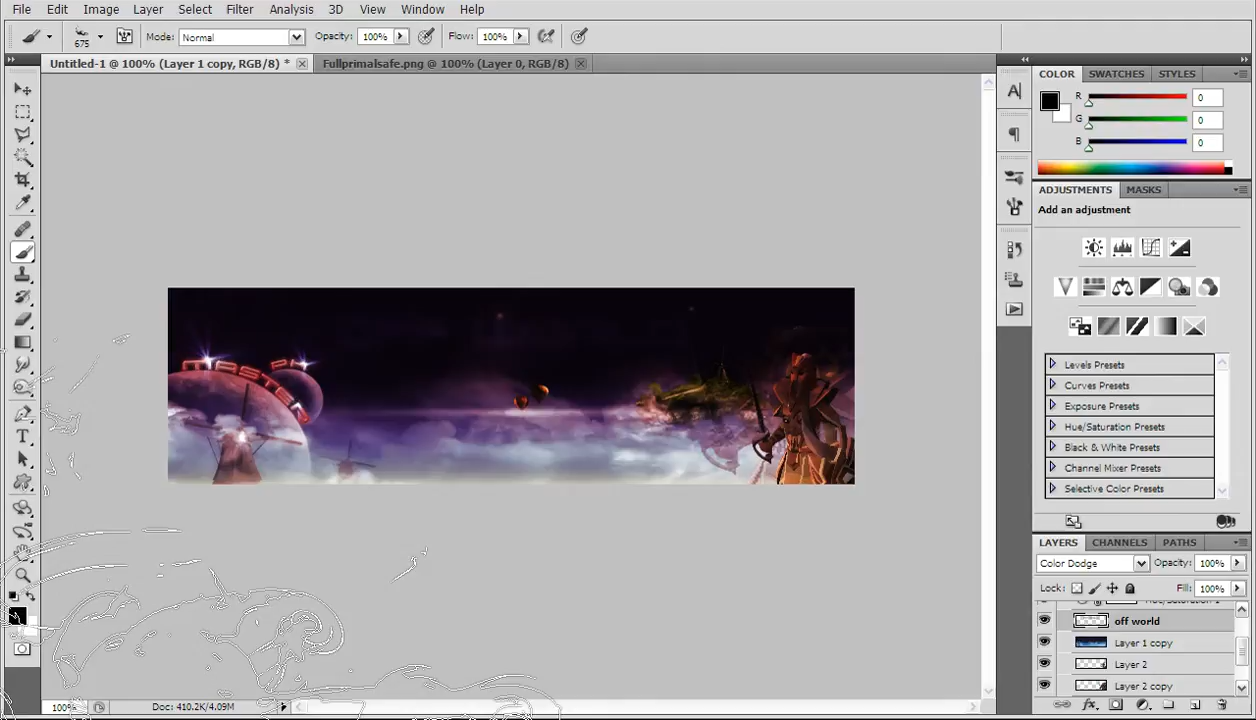 File Edit Image Layer Select Filter Analysis 3D View Window Help
675 Mode: Normal Opacity: 100% Flow: 100%
Untitled-1 @ 100% (Layer 1 copy, RGB/8) * Fullprimalsafe.png @ 100% (Layer 0, RGB/8)
COLOR SWATCHES STYLES
R 0
G 0
B 0
ADJUSTMENTS MASKS
Add an adjustment
Levels Presets
Curves Presets
Exposure Presets
Hue/Saturation Presets
Black & White Presets
Channel Mixer Presets
Selective Color Presets
LAYERS CHANNELS PATHS
Color Dodge Opacity: 100%
Lock: Fill: 100%
off world
Layer 1 copy
Layer 2
Layer 2 copy
100% Doc: 410.2K/4.09M